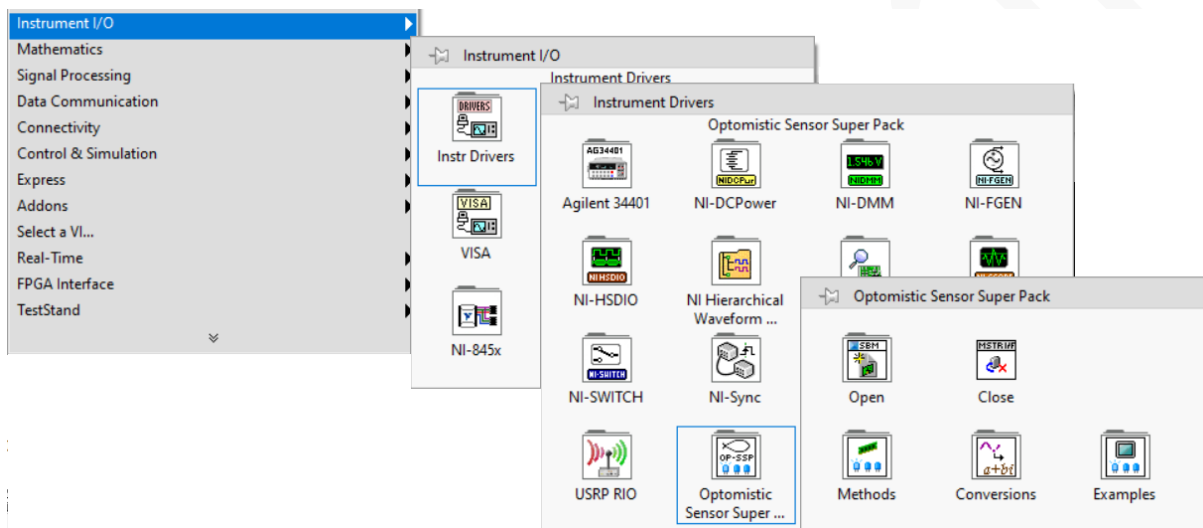 Instrument I/O
Mathematics
Signal Processing
Data Communication
Connectivity
Control & Simulation
Express
Addons
Select a VI...
Real-Time
FPGA Interface
TestStand
Instrument I/O
Instrument Drivers
DRIVERS
Instr Drivers
VISA
VISA
NI-845x
Instrument Drivers
Optomistic Sensor Super Pack
AG34401
NIDCPwr
1.546 V
NIDMM
NI-FGEN
Agilent 34401
NI-DCPower
NI-DMM
NI-FGEN
NI HSDIO
NI-HSDIO
NI Hierarchical
Waveform ...
NI-SWITCH
NI-SWITCH
NI-Sync
OP-SSP
USRP RIO
Optomistic
Sensor Super ...
Optomistic Sensor Super Pack
SBM
MSTRIFF
Open
Close
a+bi
Methods
Conversions
Examples